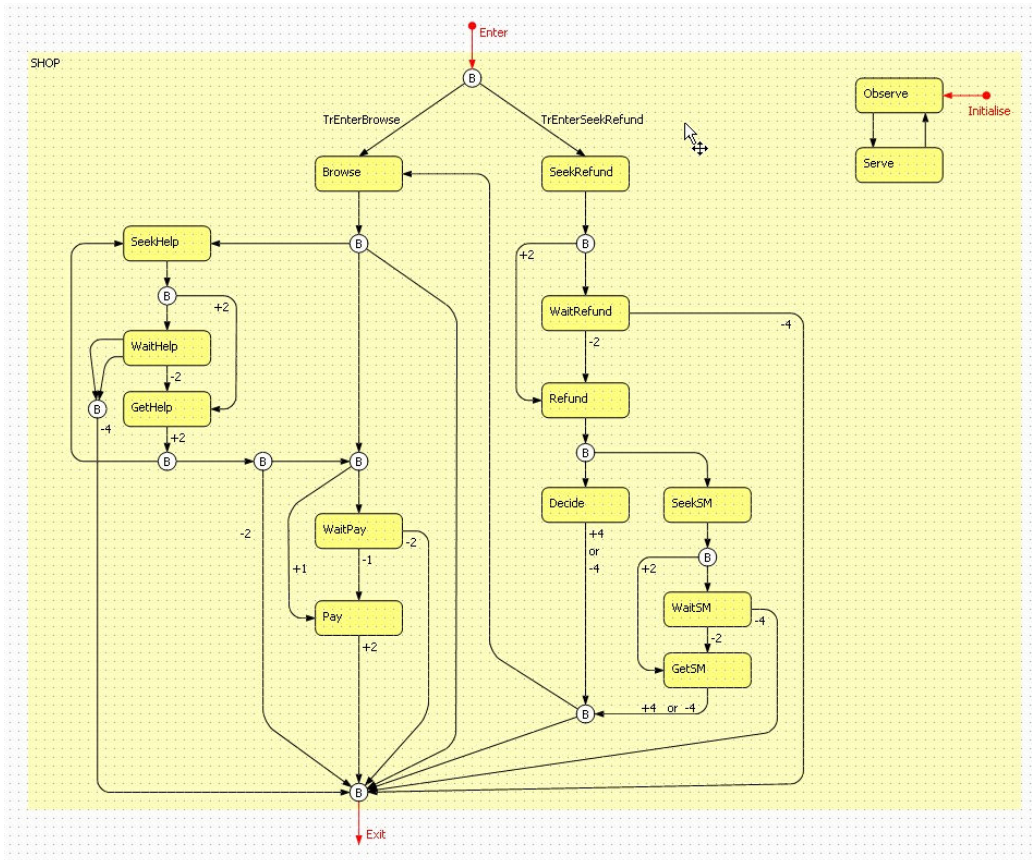 Enter
SHOP
B
Observe
Initialise
TrEnterBrowse
TrEnterSeekRefund
Serve
Browse
SeekRefund
SeekHelp
B
B
+2
B
+2
WaitRefund
-4
WaitHelp
-2
-2
GetHelp
Refund
B
-4
+2
B
B
B
B
Decide
SeekSM
WaitPay
-2
-2
+4
or
-4
B
-1
+1
+2
WaitSM
-4
Pay
-2
+2
GetSM
B
+4 or -4
B
Exit